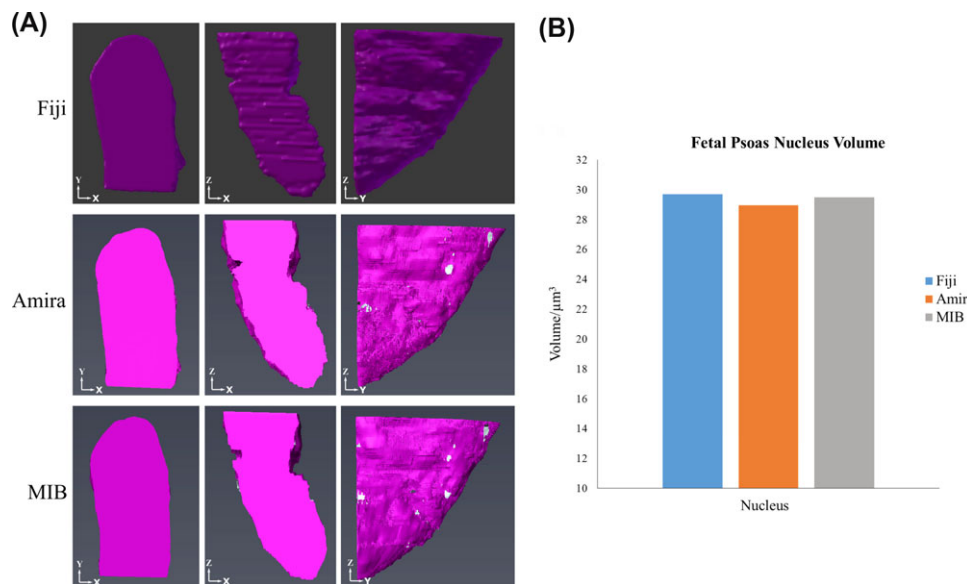 (A)
Fiji
Y
X
Z
X
Z
Y
Amira
Y
X
Z
X
Z
Y
MIB
Y
X
Z
X
Z
Y
(B)
Fetal Psoas Nucleus Volume
32
30
28
26
24
22
20
18
16
14
12
10
Volume/µm³
Nucleus
Fiji
Amir
MIB